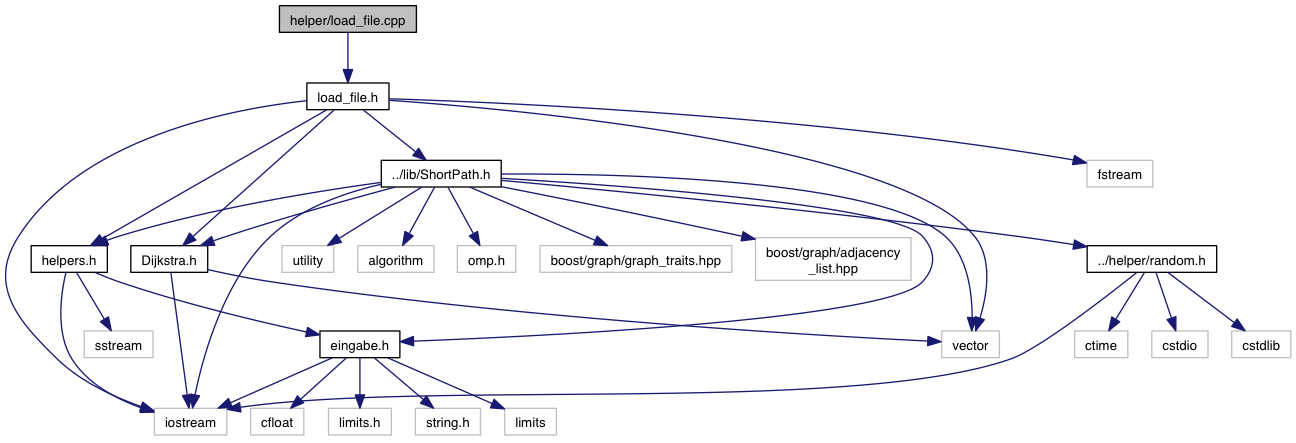 helper/load_file.cpp
load_file.h
../lib/ShortPath.h
fstream
helpers.h
Dijkstra.h
utility
algorithm
omp.h
boost/graph/graph_traits.hpp
boost/graph/adjacency
_list.hpp
../helper/random.h
sstream
eingabe.h
vector
ctime
cstdio
cstdlib
iostream
cfloat
limits.h
string.h
limits